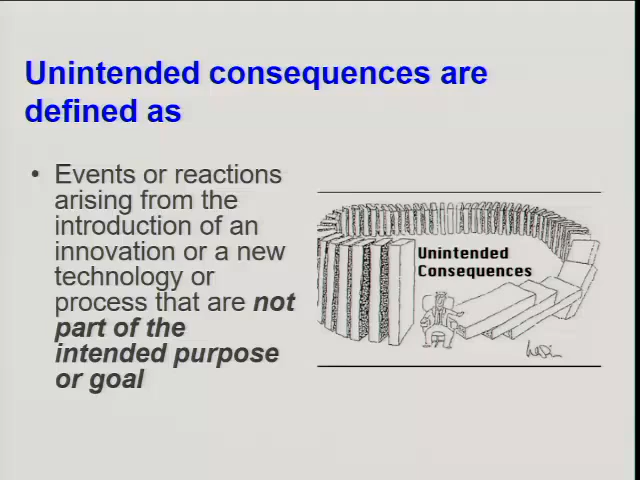 Unintended consequences are
defined as
• Events or reactions
arising from the
introduction of an
innovation or a new
technology or
process that are not
part of the
intended purpose
or goal
Unintended
Consequences